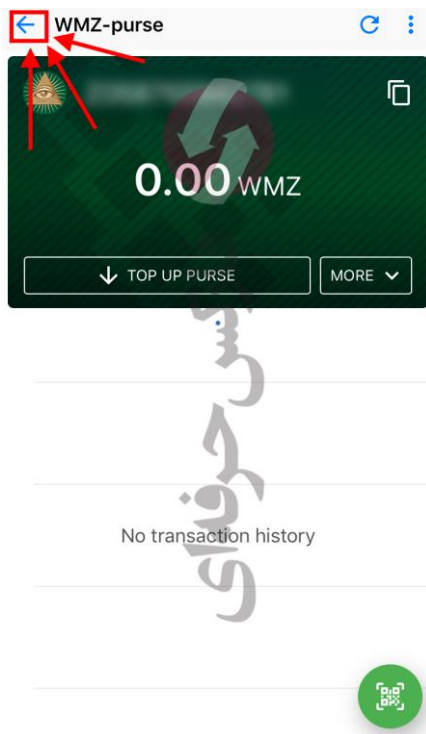 WMZ-purse
0.00 WMZ
TOP UP PURSE
MORE
No transaction history